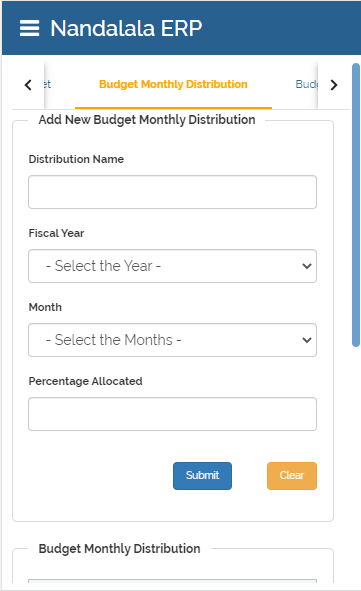 Nandalala ERP
et Budget Monthly Distribution Budg
Add New Budget Monthly Distribution
Distribution Name
Fiscal Year
- Select the Year -
Month
- Select the Months -
Percentage Allocated
Submit Clear
Budget Monthly Distribution